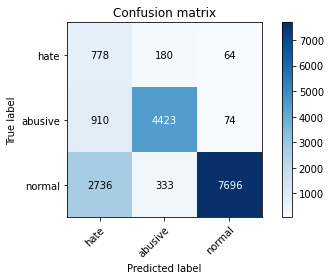 Confusion matrix
hate 778 180 64
abusive 910 4423 74
normal 2736 333 7696
hate abusive normal
True label
Predicted label
7000
6000
5000
4000
3000
2000
1000